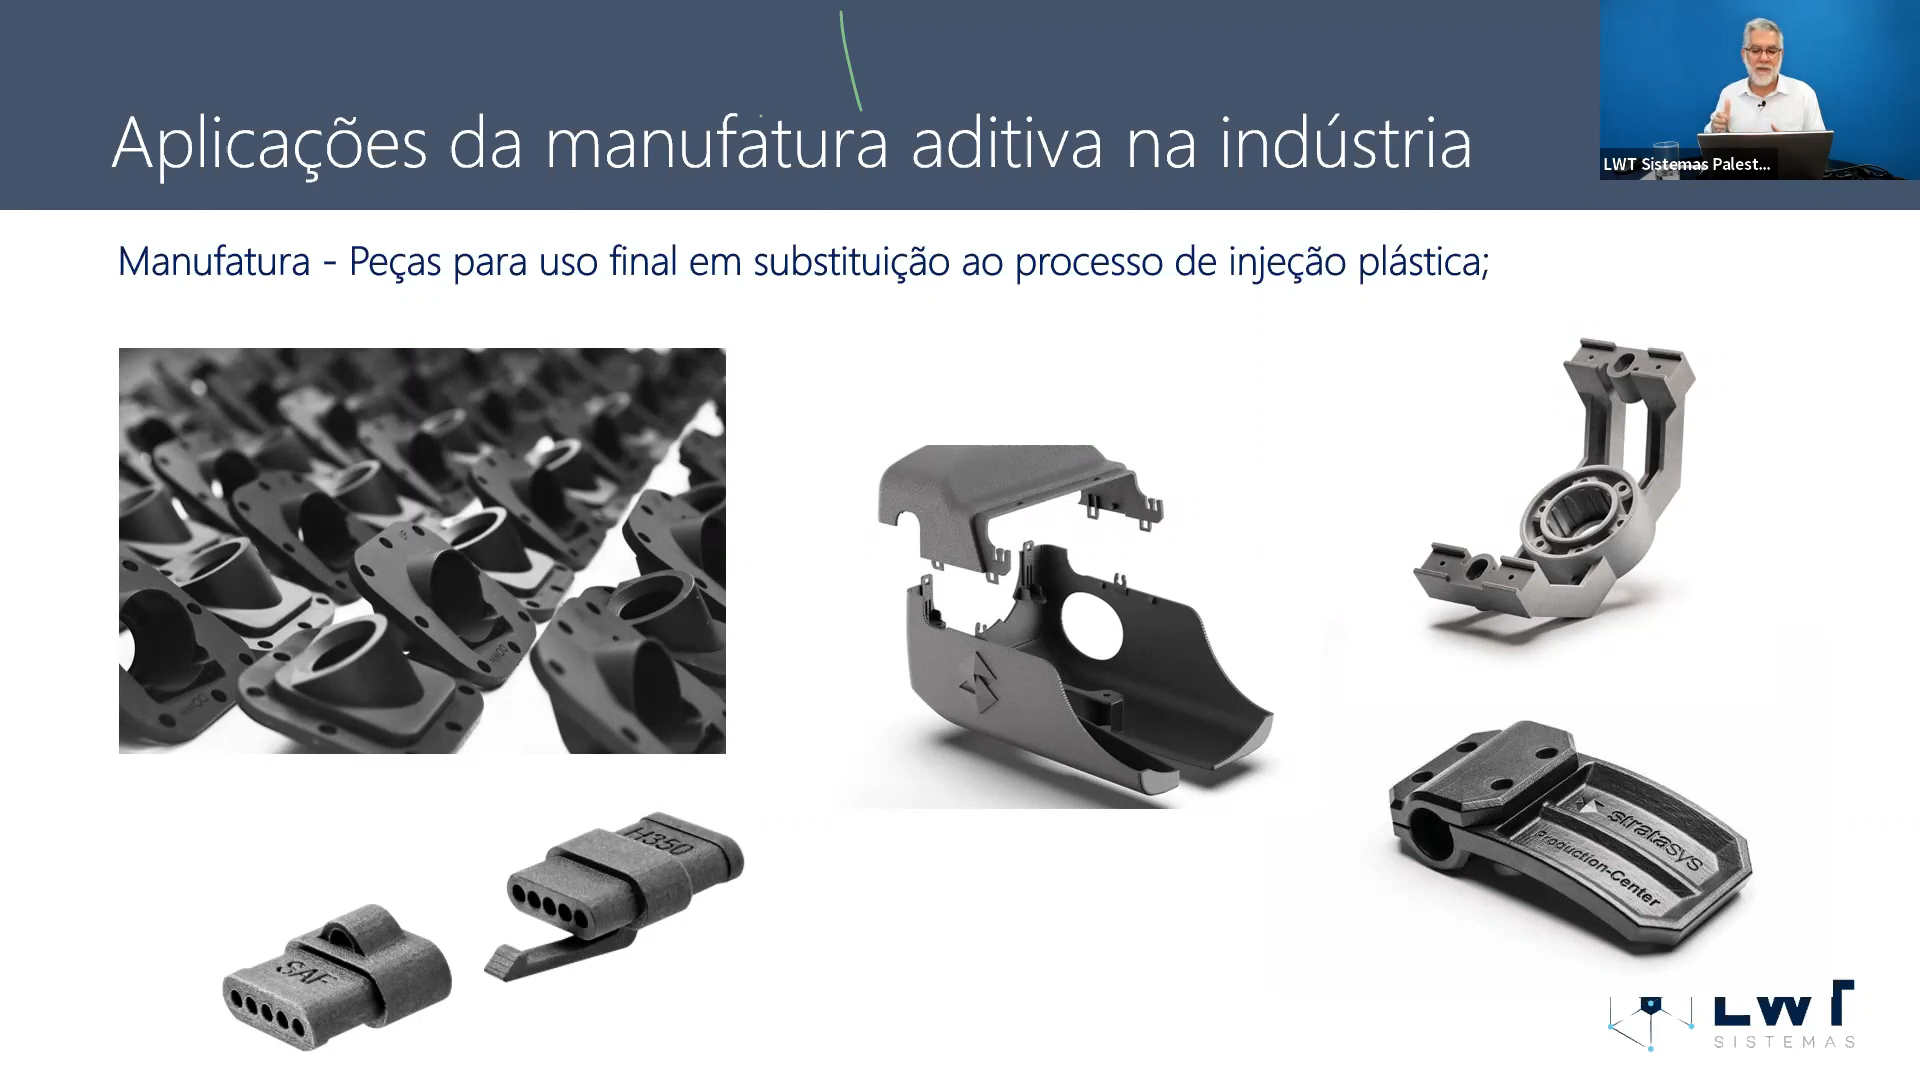 Aplicações da manufatura aditiva na indústria
LWT Sistemas Palest...
Manufatura - Peças para uso final em substituição ao processo de injeção plástica;
H350
SAF
stratasys
Production-Center
LWT
SISTEMAS